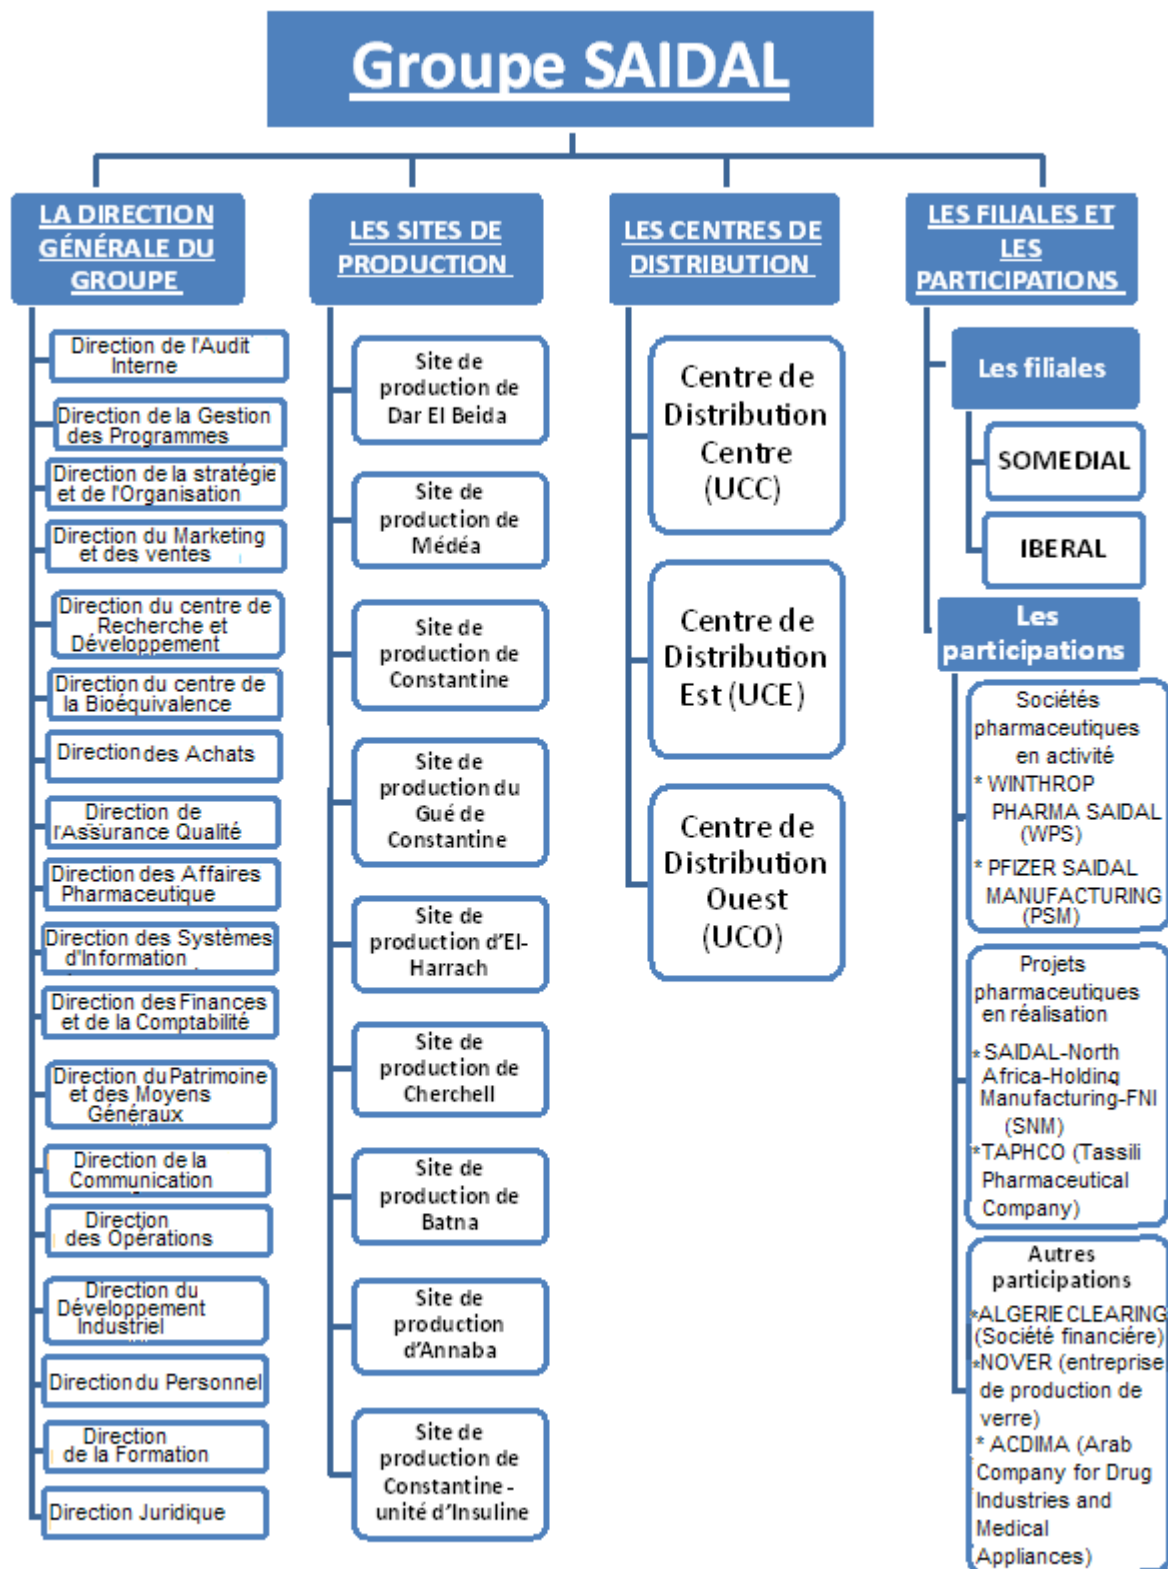 Groupe SAIDAL
LA DIRECTION
GÉNÉRALE DU
GROUPE
Direction de l'Audit
Interne
Direction de la Gestion
des Programmes
Direction de la stratégie
et de l'Organisation
Direction du Marketing
et des ventes
Direction du centre de
Recherche et
Développement
Direction du centre de
la Bioéquivalence
Direction des Achats
Direction de
l'Assurance Qualité
Direction des Affaires
Pharmaceutique
Direction des Systèmes
d'Information
Direction des Finances
et de la Comptabilité
Direction du Patrimoine
et des Moyens
Généraux
Direction de la
Communication
Direction
des Opérations
Direction du
Développement
Industriel
Direction du Personnel
Direction
de la Formation
Direction Juridique
LES SITES DE
PRODUCTION
Site de
production de
Dar El Beida
Site de
production de
Médéa
Site de
production de
Constantine
Site de
production du
Gué de
Constantine
Site de
production d'El-
Harrach
Site de
production de
Cherchell
Site de
production de
Batna
Site de
production
d'Annaba
Site de
production de
Constantine -
unité d'Insuline
LES CENTRES DE
DISTRIBUTION
Centre de
Distribution
Centre
(UCC)
Centre de
Distribution
Est (UCE)
Centre de
Distribution
Ouest
(UCO)
LES FILIALES ET
LES
PARTICIPATIONS
Les filiales
SOMEDIAL
IBERAL
Les
participations
Sociétés
pharmaceutiques
en activité
* WINTHROP
PHARMA SAIDAL
(WPS)
* PFIZER SAIDAL
MANUFACTURING
(PSM)
Projets
pharmaceutiques
en réalisation
* SAIDAL-North
Africa-Holding
Manufacturing-FNI
(SNM)
*TAPHCO (Tassili
Pharmaceutical
Company)
Autres
participations
*ALGERIE CLEARING
(Société financiére)
*NOVER (entreprise
de production de
verre)
* ACDIMA (Arab
Company for Drug
Industries and
Medical
Appliances)